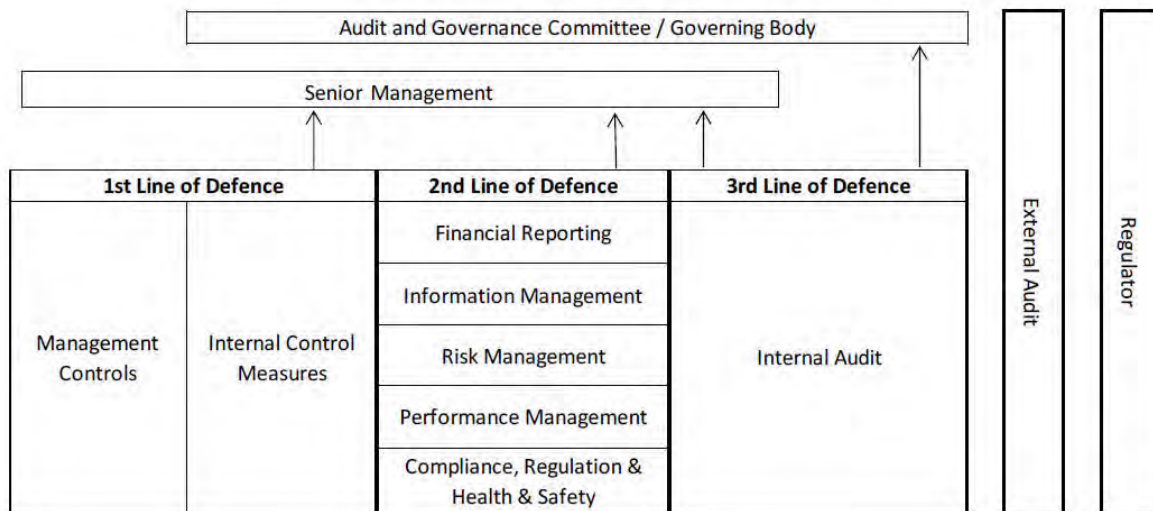 Audit and Governance Committee / Governing Body
Senior Management
1st Line of Defence
2nd Line of Defence
3rd Line of Defence
Management
Controls
Internal Control
Measures
Financial Reporting
Information Management
Risk Management
Performance Management
Compliance, Regulation &
Health & Safety
Internal Audit
External Audit
Regulator